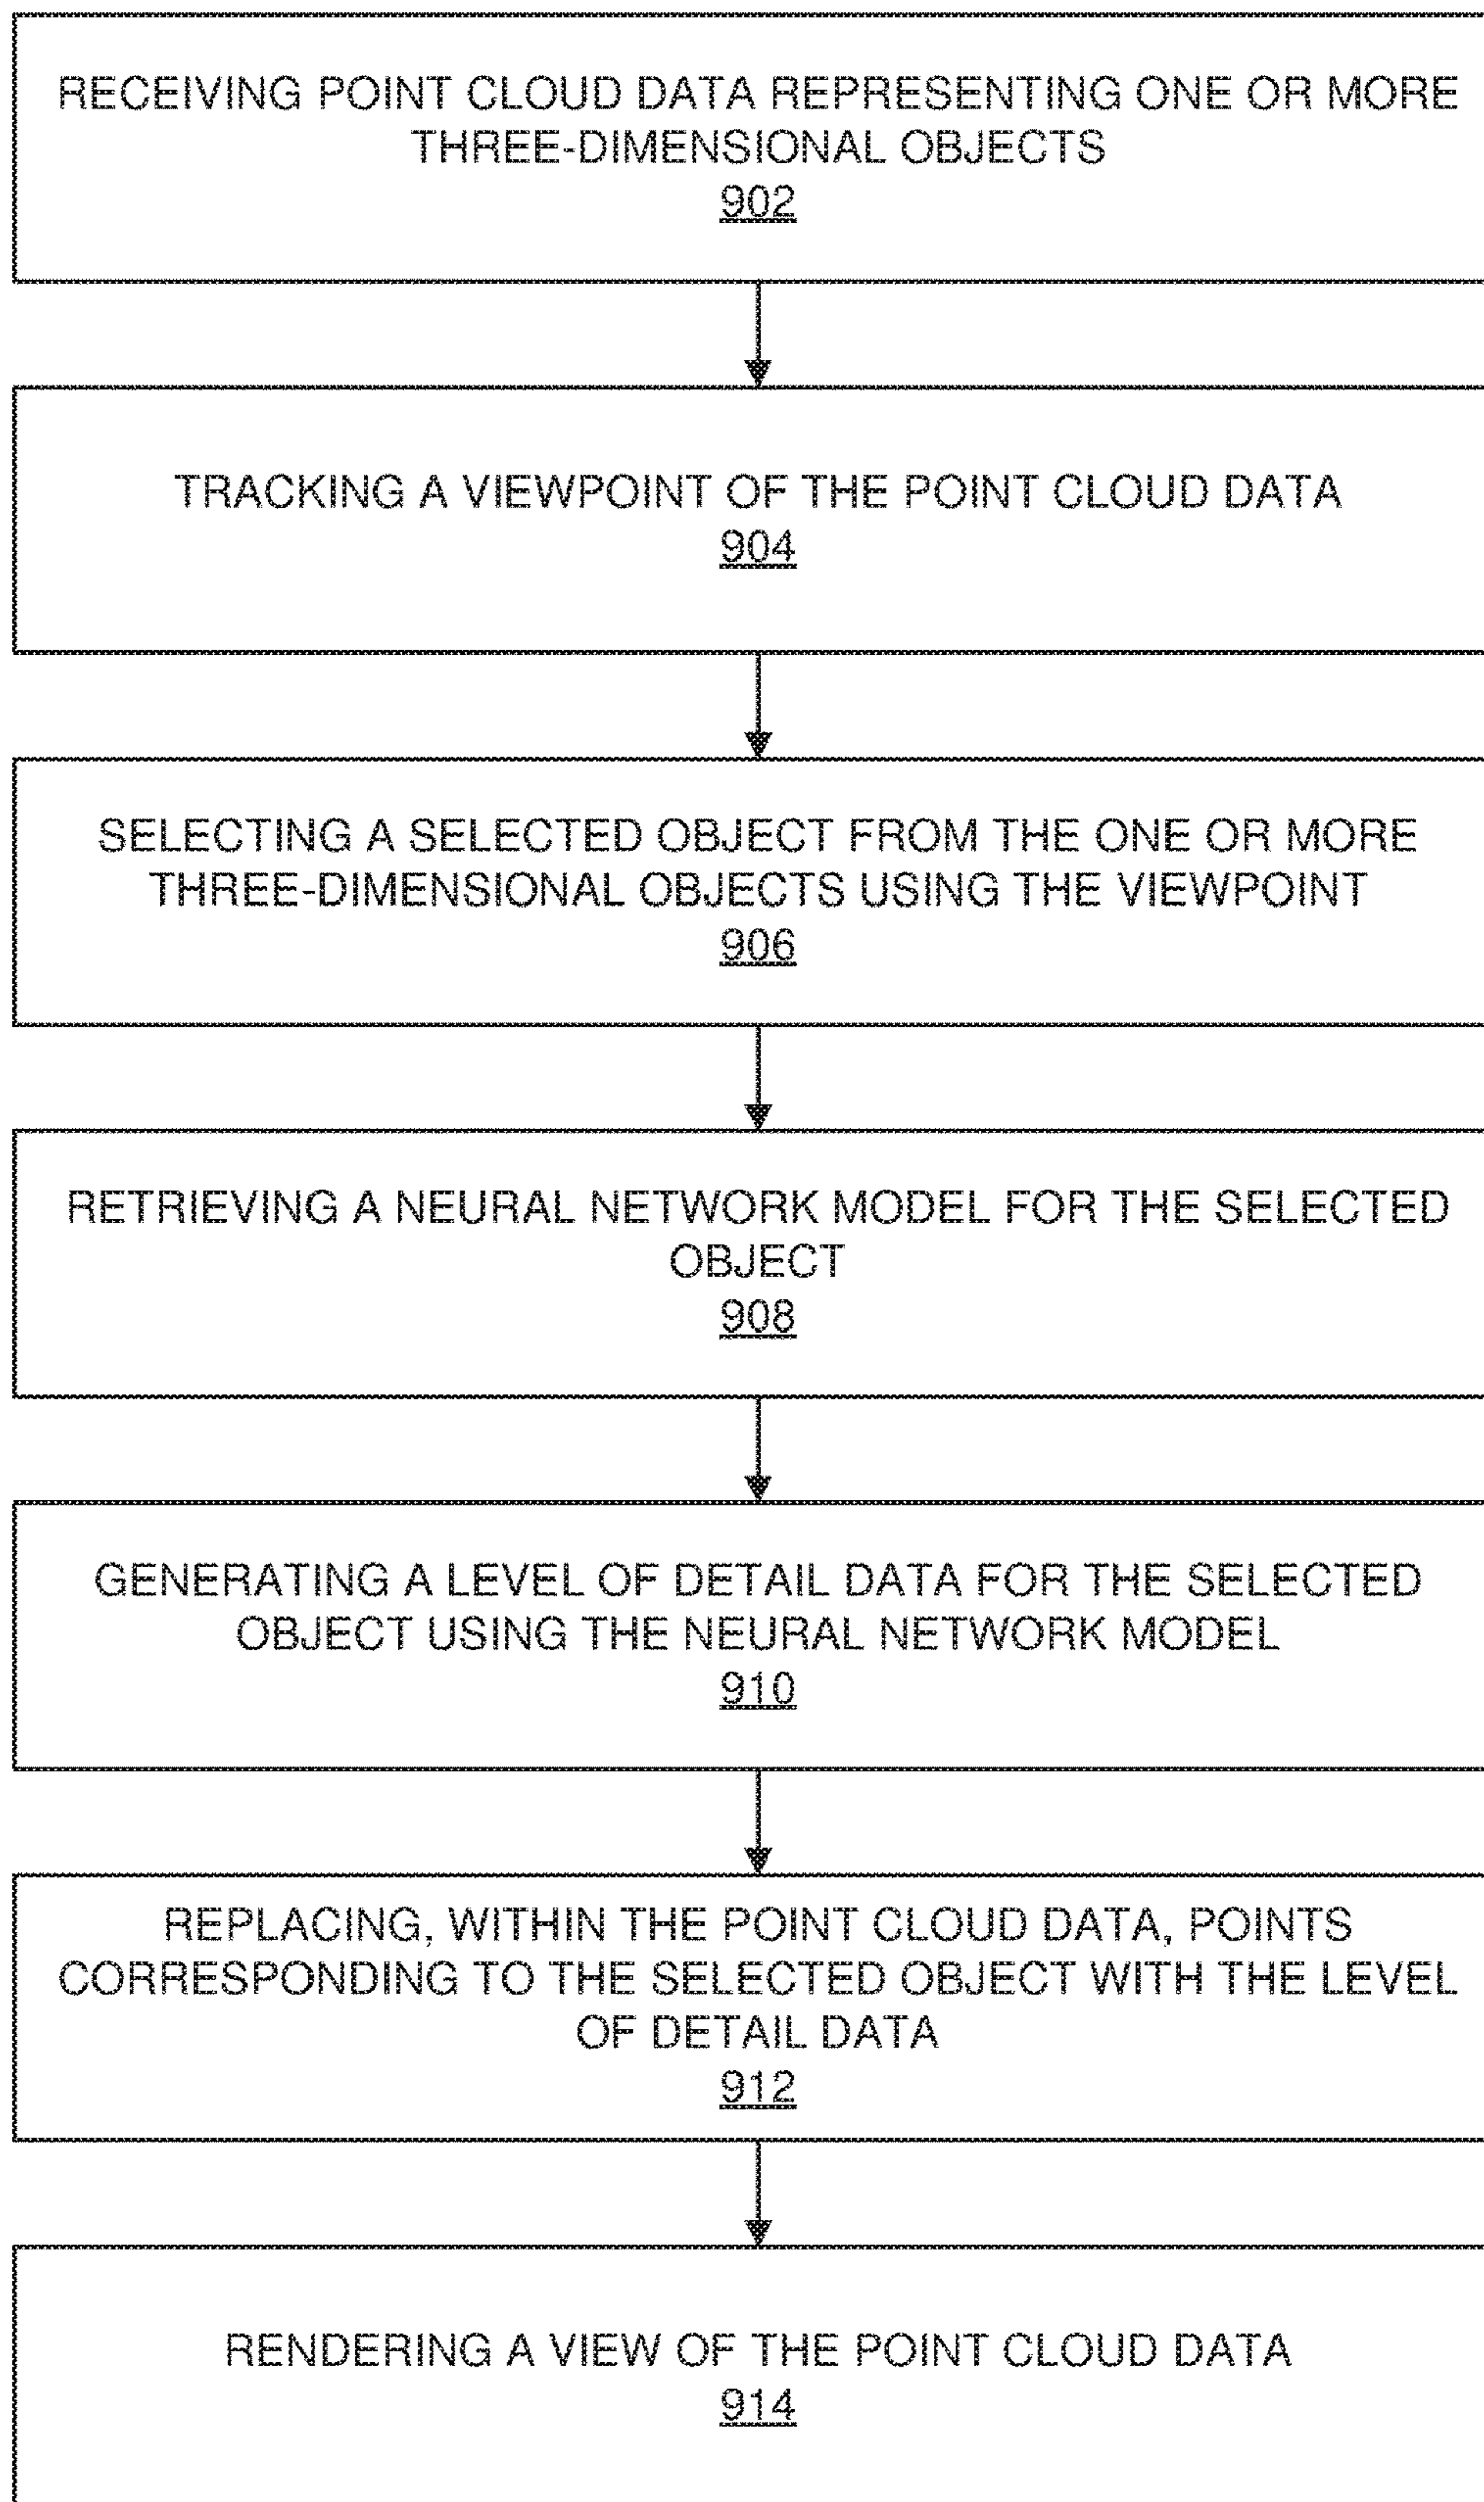 RECEIVING POINT CLOUD DATA REPRESENTING ONE OR MORE
THREE-DIMENSIONAL OBJECTS
902
TRACKING A VIEWPOINT OF THE POINT CLOUD DATA
904
SELECTING A SELECTED OBJECT FROM THE ONE OR MORE
THREE-DIMENSIONAL OBJECTS USING THE VIEWPOINT
906
RETRIEVING A NEURAL NETWORK MODEL FOR THE SELECTED
OBJECT
908
GENERATING A LEVEL OF DETAIL DATA FOR THE SELECTED
OBJECT USING THE NEURAL NETWORK MODEL
910
REPLACING, WITHIN THE POINT CLOUD DATA, POINTS
CORRESPONDING TO THE SELECTED OBJECT WITH THE LEVEL
OF DETAIL DATA
912
RENDERING A VIEW OF THE POINT CLOUD DATA
914